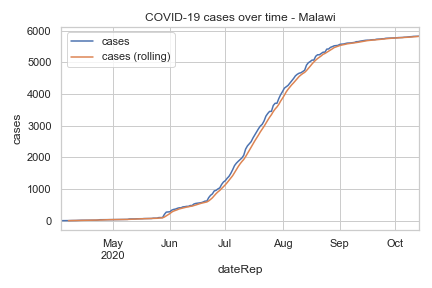 COVID-19 cases over time - Malawi
cases
cases (rolling)
cases
6000
5000
4000
3000
2000
1000
0
May
2020
Jun
Jul
Aug
Sep
Oct
dateRep